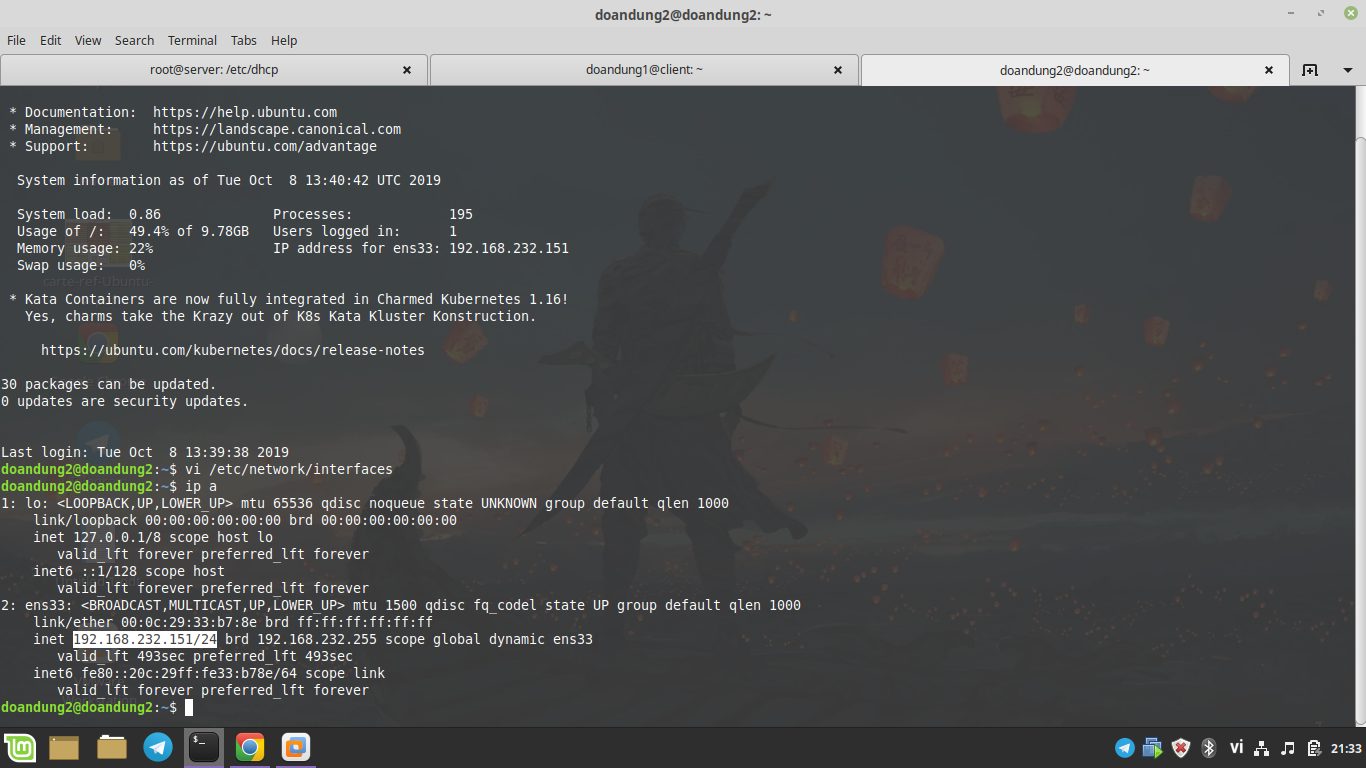 doandung2@doandung2: ~
File Edit View Search Terminal Tabs Help
root@server: /etc/dhcp × doandung1@client: ~ × doandung2@doandung2: ~ ×
* Documentation: https://help.ubuntu.com
* Management: https://landscape.canonical.com
* Support: https://ubuntu.com/advantage
System information as of Tue Oct 8 13:40:42 UTC 2019
System load: 0.86 Processes: 195
Usage of /: 49.4% of 9.78GB Users logged in: 1
Memory usage: 22% IP address for ens33: 192.168.232.151
Swap usage: 0%
carte-ref-Ubuntu-
* Kata Containers are now fully integrated in Charmed Kubernetes 1.16!
Yes, charms take the Krazy out of K8s Kata Kluster Konstruction.
https://ubuntu.com/kubernetes/docs/release-notes
30 packages can be updated.
0 updates are security updates.
Last login: Tue Oct 8 13:39:38 2019
doandung2@doandung2:~$ vi /etc/network/interfaces
doandung2@doandung2:~$ ip a
1: lo: <LOOPBACK,UP,LOWER_UP> mtu 65536 qdisc noqueue state UNKNOWN group default qlen 1000
link/loopback 00:00:00:00:00:00 brd 00:00:00:00:00:00
inet 127.0.0.1/8 scope host lo
valid_lft forever preferred_lft forever
inet6 ::1/128 scope host
valid_lft forever preferred_lft forever
2: ens33: <BROADCAST,MULTICAST,UP,LOWER_UP> mtu 1500 qdisc fq_codel state UP group default qlen 1000
link/ether 00:0c:29:33:b7:8e brd ff:ff:ff:ff:ff:ff
inet 192.168.232.151/24 brd 192.168.232.255 scope global dynamic ens33
valid_lft 493sec preferred_lft 493sec
inet6 fe80::20c:29ff:fe33:b78e/64 scope link
valid_lft forever preferred_lft forever
doandung2@doandung2:~$
vi 21:33